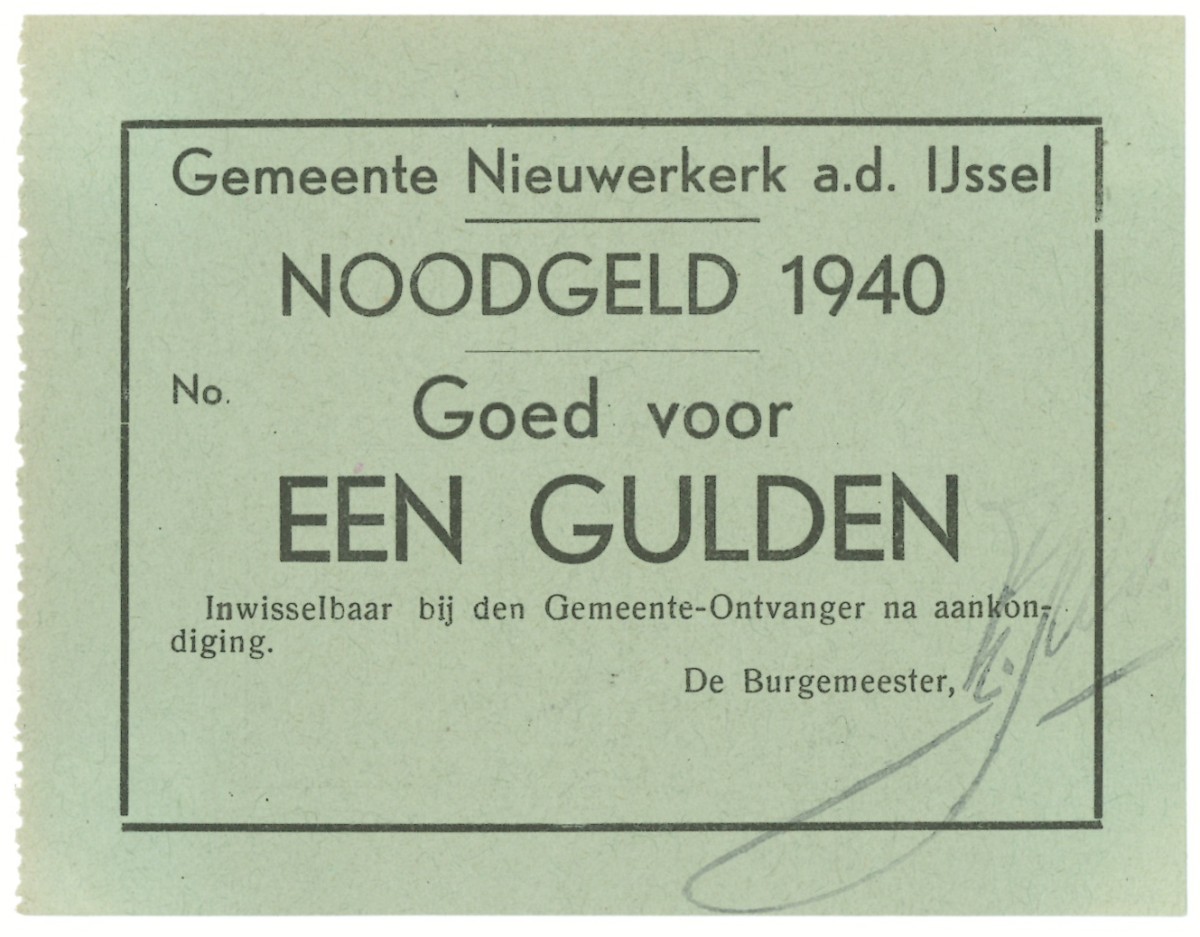 Gemeente Nieuwerkerk a.d. IJssel
NOODGELD 1940
No.
Goed voor
EEN GULDEN
Inwisselbaar bij den Gemeente-Ontvanger na aankon-
diging.
De Burgemeester,